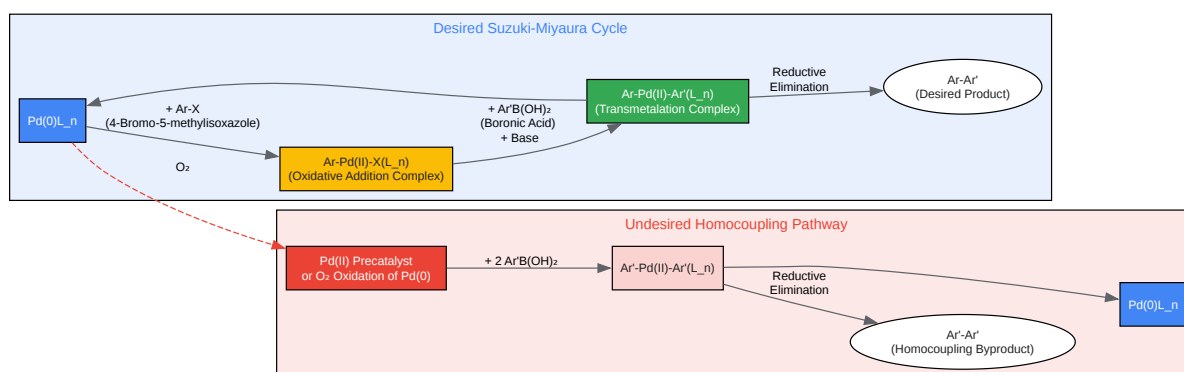 Desired Suzuki-Miyaura Cycle
Pd(0)L_n
+ Ar-X
(4-Bromo-5-methylisoxazole)
O₂
Ar-Pd(II)-X(L_n)
(Oxidative Addition Complex)
+ Ar'B(OH)₂
(Boronic Acid)
+ Base
Ar-Pd(II)-Ar'(L_n)
(Transmetalation Complex)
Reductive
Elimination
Ar-Ar'
(Desired Product)
Undesired Homocoupling Pathway
Pd(II) Precatalyst
or O₂ Oxidation of Pd(0)
+ 2 Ar'B(OH)₂
Ar'-Pd(II)-Ar'(L_n)
Reductive
Elimination
Pd(0)L_n
Ar'-Ar'
(Homocoupling Byproduct)